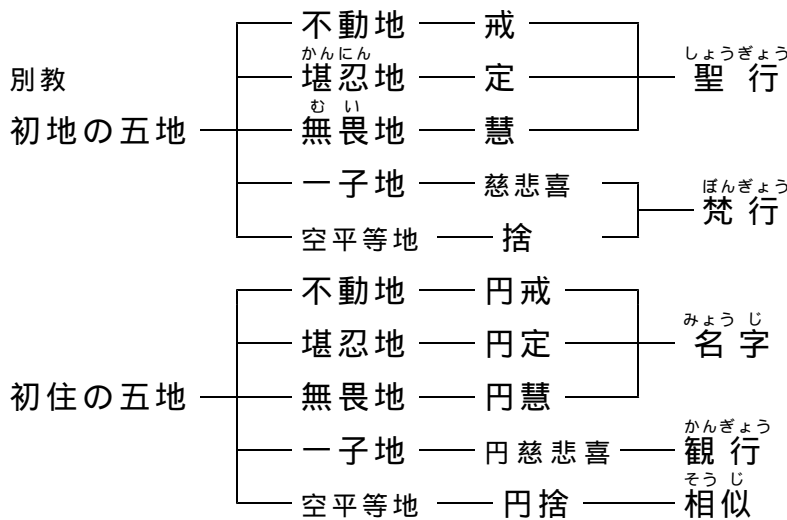 不動地 戒
かんにん しょうぎょう
別教 堪忍地 定 聖行
むい
初地の五地 無畏地 慧
一子地 慈悲喜 ぼんぎょう
梵行
空平等地 捨
不動地 円戒
みょうじ
堪忍地 円定 名字
初住の五地 無畏地 円慧
かんぎょう
一子地 円慈悲喜 観行
そうじ
空平等地 円捨 相似